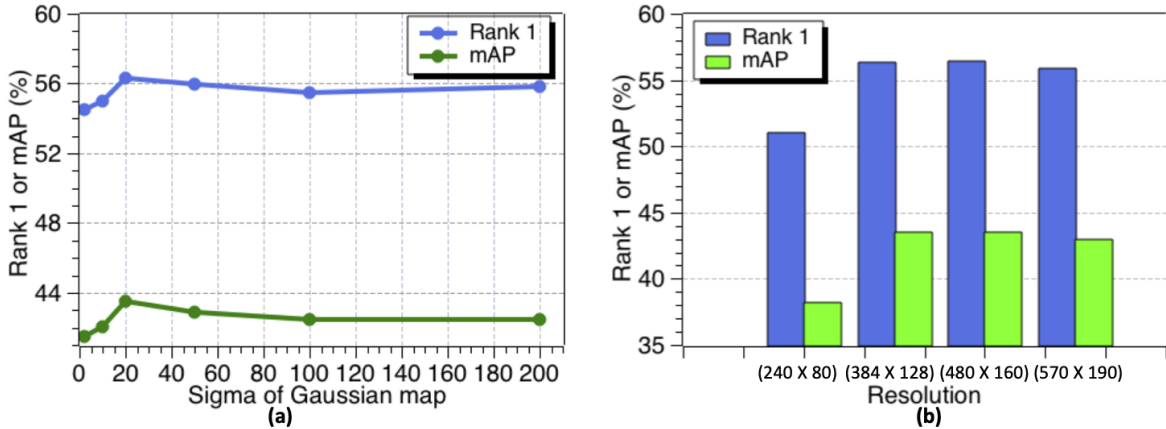 60
56
52
48
44
Rank 1 or mAP (%)
Rank 1
mAP
0 20 40 60 80 100 120 140 160 180 200
Sigma of Gaussian map
(a)
60
55
50
45
40
35
Rank 1 or mAP (%)
Rank 1
mAP
(240 X 80) (384 X 128) (480 X 160) (570 X 190)
Resolution
(b)